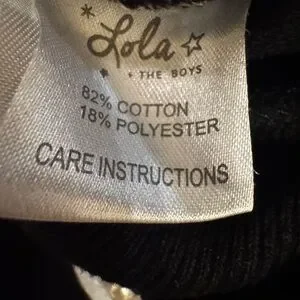 Lola
+ THE BOYS
82% COTTON
18% POLYESTER
CARE INSTRUCTIONS